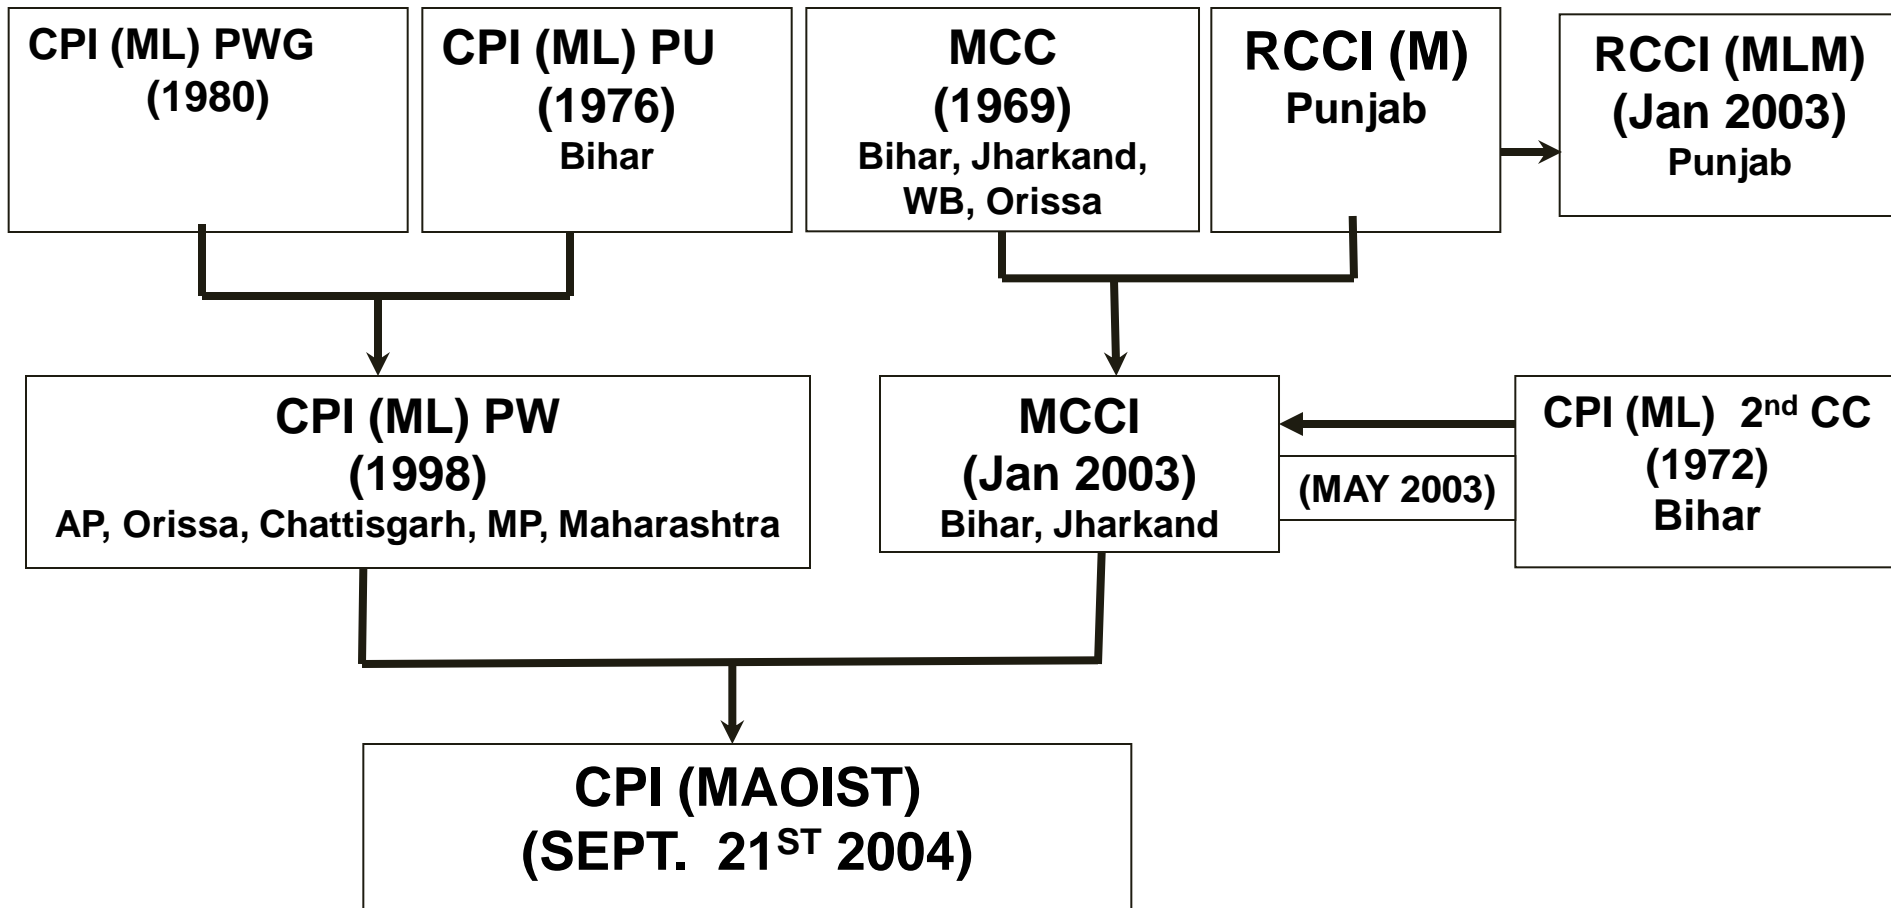 CPI (ML) PWG
(1980)
CPI (ML) PU
(1976)
Bihar
MCC
(1969)
Bihar, Jharkand,
WB, Orissa
RCCI (M)
Punjab
RCCI (MLM)
(Jan 2003)
Punjab
CPI (ML) PW
(1998)
AP, Orissa, Chattisgarh, MP, Maharashtra
MCCI
(Jan 2003)
Bihar, Jharkand
(MAY 2003)
CPI (ML) 2nd CC
(1972)
Bihar
CPI (MAOIST)
(SEPT. 21ST 2004)